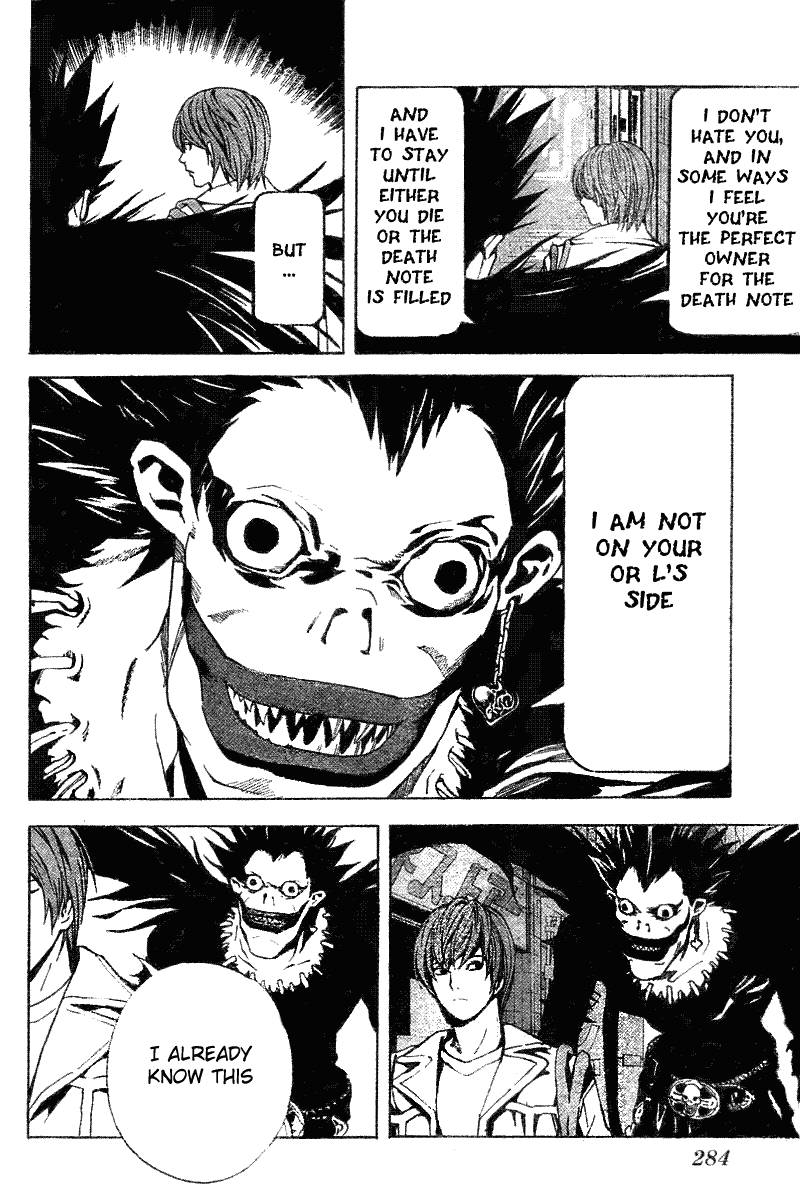 I DON'T
HATE YOU,
AND IN
SOME WAYS
I FEEL
YOU'RE
THE PERFECT
OWNER
FOR THE
DEATH NOTE
AND
I HAVE
TO STAY
UNTIL
EITHER
YOU DIE
OR THE
DEATH
NOTE
IS FILLED
BUT
...
I AM NOT
ON YOUR
OR L'S
SIDE
I ALREADY
KNOW THIS
284